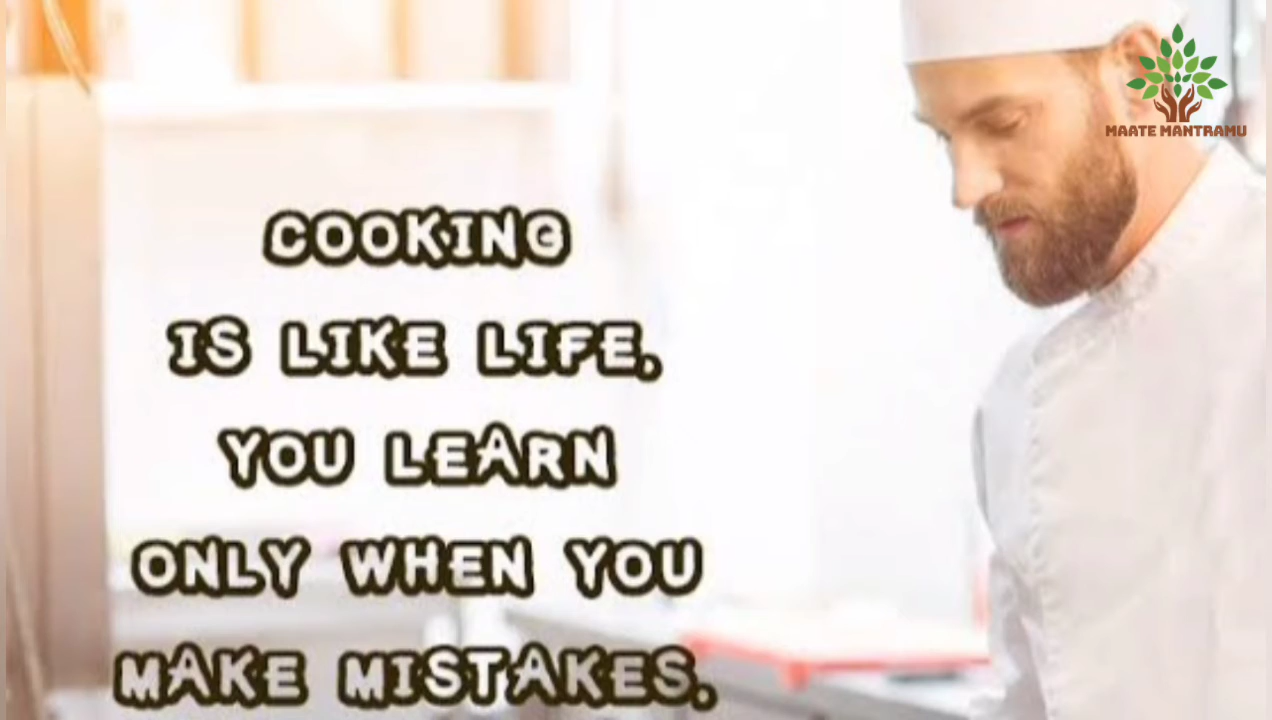 MAATE MANTRAMU
COOKING
IS LIKE LIFE,
YOU LEARN
ONLY WHEN YOU
MAKE MISTAKES.